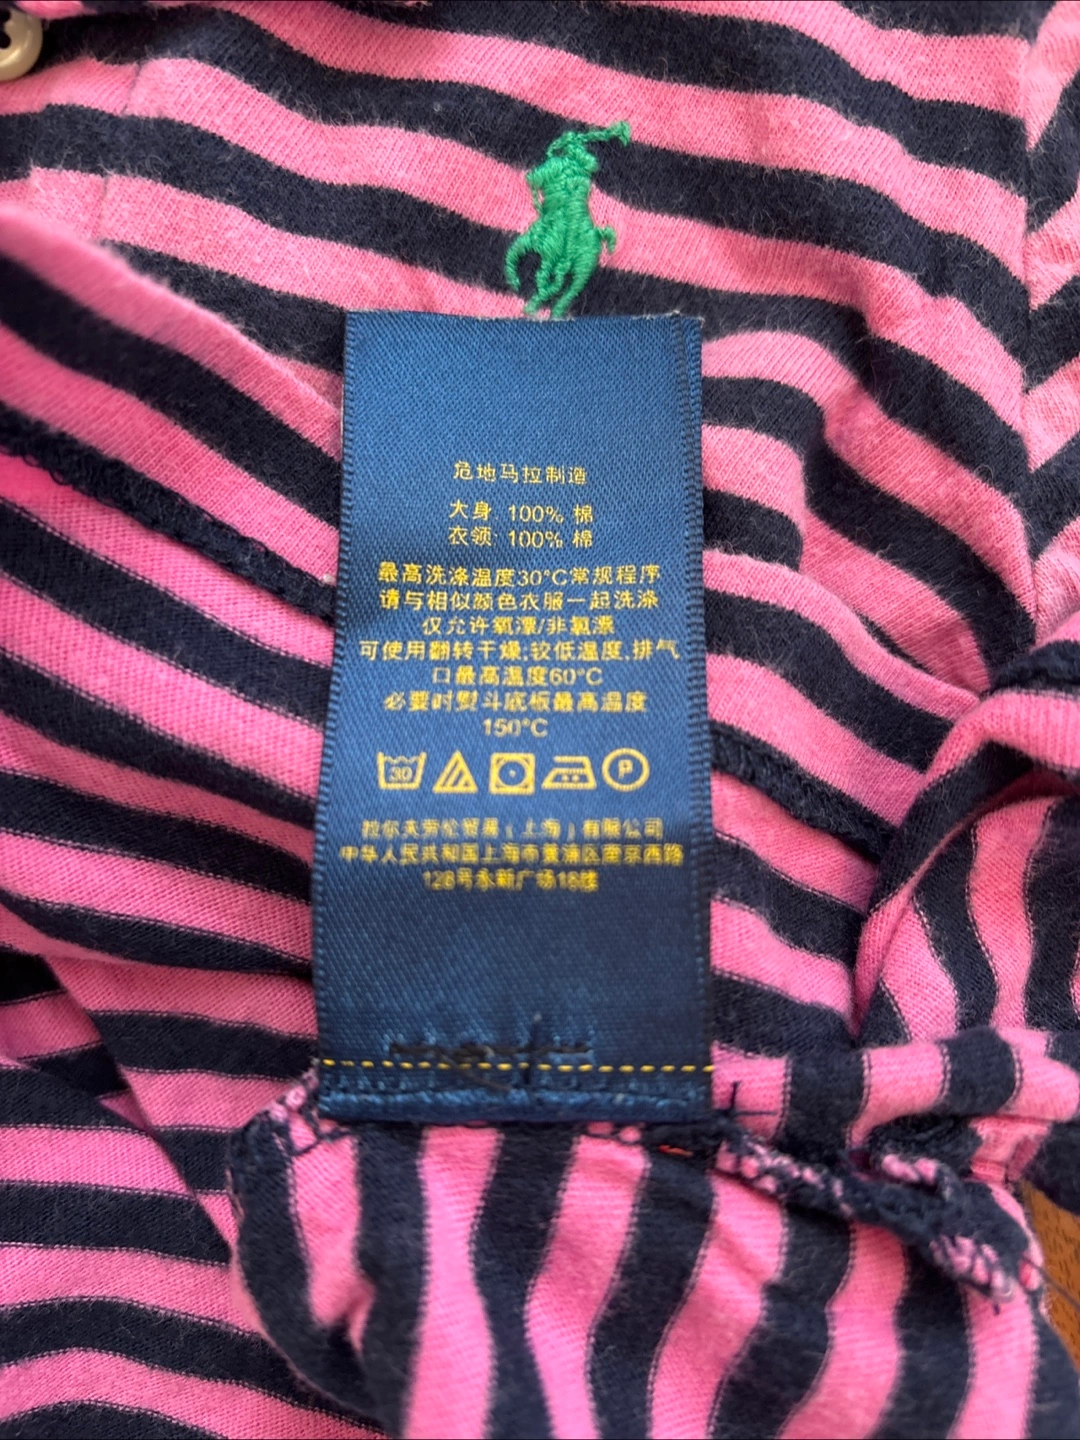 危地马拉制造
大身: 100% 棉
衣领: 100% 棉
最高洗涤温度30°C常规程序
请与相似颜色衣服一起洗涤
仅允许氧漂/非氯漂
可使用翻转干燥;较低温度,排气
口最高温度60°C
必要时熨斗底板最高温度
150°C
30 P
拉尔夫劳伦贸易(上海)有限公司
中华人民共和国上海市黄浦区南京西路
128号永新广场18楼